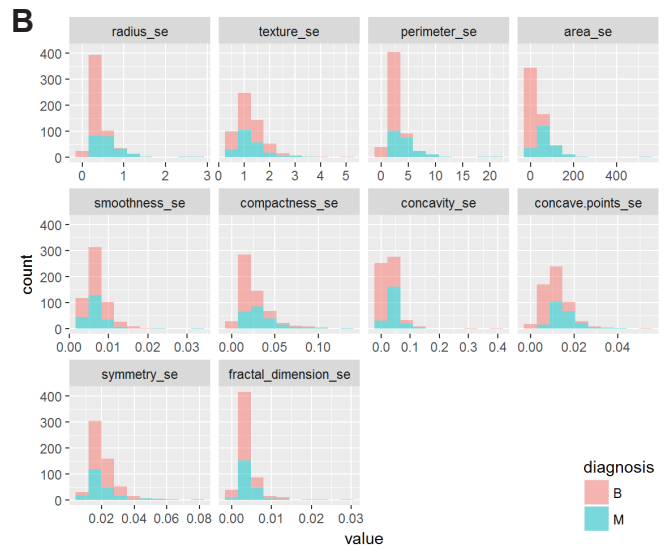 B
radius_se texture_se perimeter_se area_se
400
300
200
100
0
0 1 2 3 0 1 2 3 4 5 0 5 10 15 20 0 200 400
smoothness_se compactness_se concavity_se concave.points_se
400
300
200
100
0
0.00 0.01 0.02 0.03 0.00 0.05 0.10 0.0 0.1 0.2 0.3 0.4 0.00 0.02 0.04
symmetry_se fractal_dimension_se
400
300
200
100
0
0.02 0.04 0.06 0.08 0.00 0.01 0.02 0.03
count
value
diagnosis
B
M